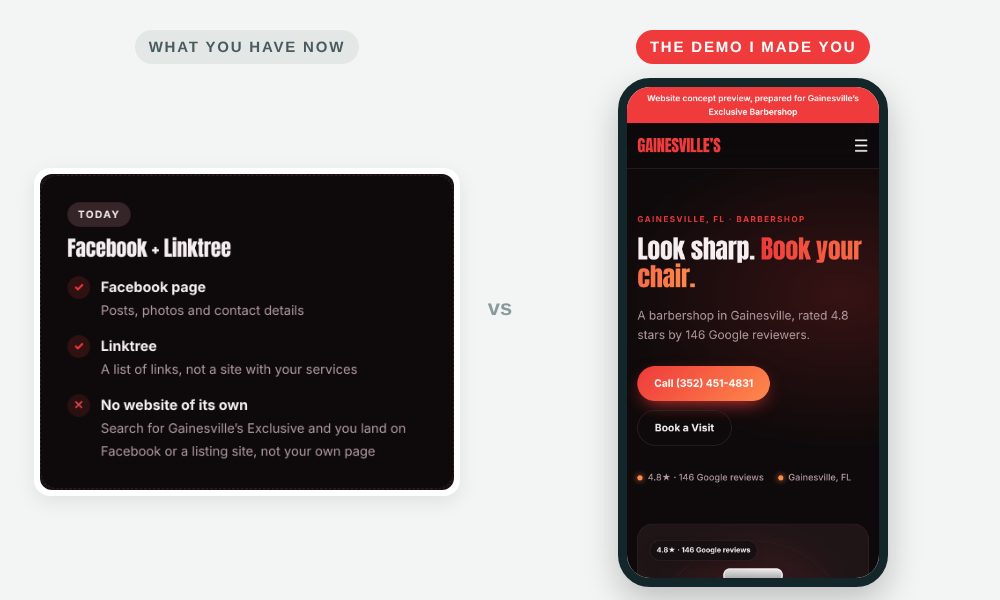 WHAT YOU HAVE NOW
TODAY
Facebook + Linktree
Facebook page
Posts, photos and contact details
Linktree
A list of links, not a site with your services
No website of its own
Search for Gainesville's Exclusive and you land on
Facebook or a listing site, not your own page
vs
THE DEMO I MADE YOU
Website concept preview, prepared for Gainesville's
Exclusive Barbershop
GAINESVILLE'S
GAINESVILLE, FL · BARBERSHOP
Look sharp. Book your
chair.
A barbershop in Gainesville, rated 4.8
stars by 146 Google reviewers.
Call (352) 451-4831
Book a Visit
4.8★ · 146 Google reviews
Gainesville, FL
4.8★ · 146 Google reviews